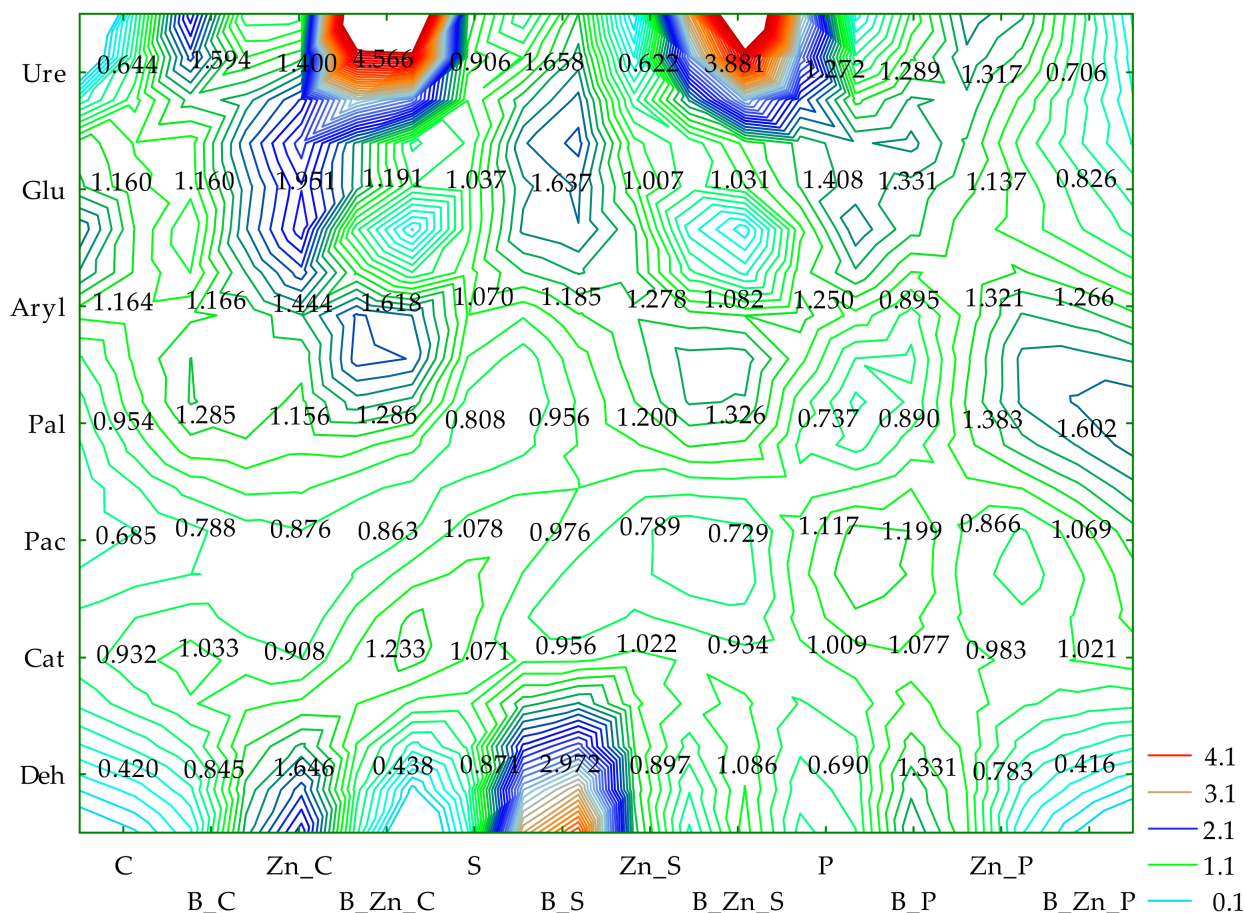 Ure 0.644 1.594 1.400 4.566 0.906 1.658 0.622 3.881 1.272 1.289 1.317 0.706
Glu 1.160 1.160 1.951 1.191 1.037 1.637 1.007 1.031 1.408 1.331 1.137 0.826
Aryl 1.164 1.166 1.444 1.618 1.070 1.185 1.278 1.082 1.250 0.895 1.321 1.266
Pal 0.954 1.285 1.156 1.286 0.808 0.956 1.200 1.326 0.737 0.890 1.383 1.602
Pac 0.685 0.788 0.876 0.863 1.078 0.976 0.789 0.729 1.117 1.199 0.866 1.069
Cat 0.932 1.033 0.908 1.233 1.071 0.956 1.022 0.934 1.009 1.077 0.983 1.021
Deh 0.420 0.845 1.646 0.438 0.871 2.972 0.897 1.086 0.690 1.331 0.783 0.416
4.1
3.1
2.1
1.1
0.1
C Zn_C S Zn_S P Zn_P
B_C B_Zn_C B_S B_Zn_S B_P B_Zn_P